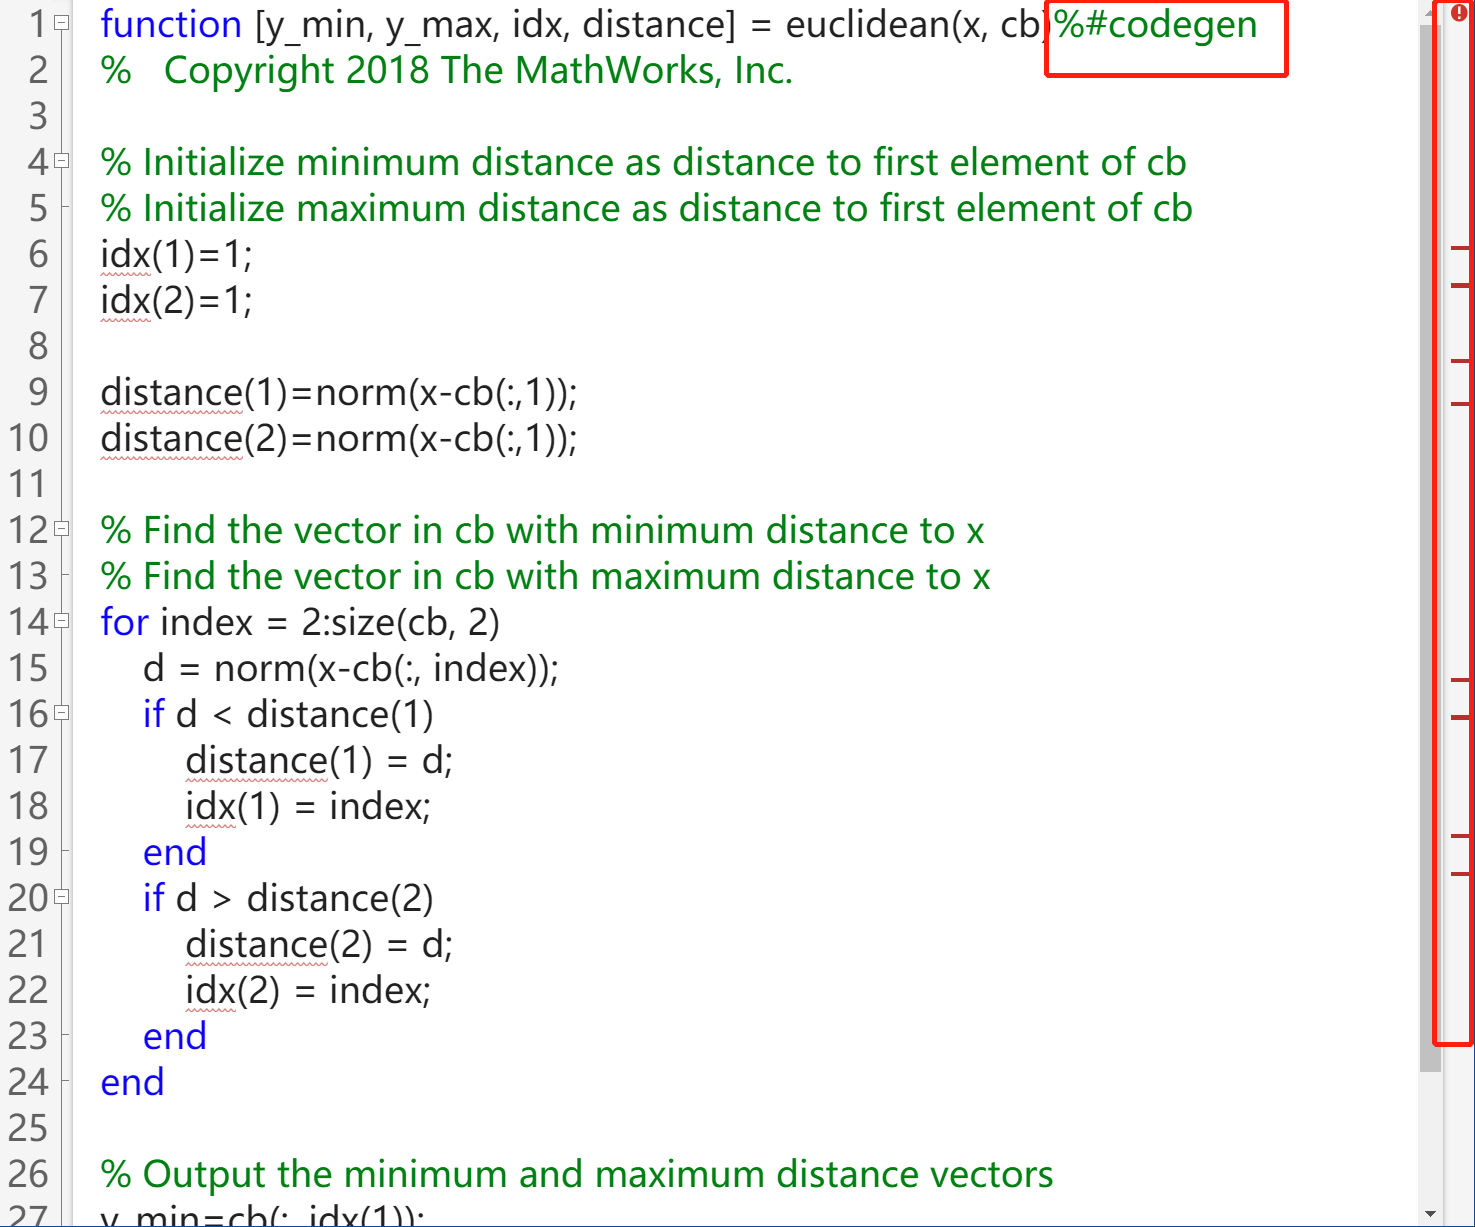 1 function [y_min, y_max, idx, distance] = euclidean(x, cb)%#codegen
2 %   Copyright 2018 The MathWorks, Inc.
3
4 % Initialize minimum distance as distance to first element of cb
5 % Initialize maximum distance as distance to first element of cb
6 idx(1)=1;
7 idx(2)=1;
8
9 distance(1)=norm(x-cb(:,1));
10 distance(2)=norm(x-cb(:,1));
11
12 % Find the vector in cb with minimum distance to x
13 % Find the vector in cb with maximum distance to x
14 for index = 2:size(cb, 2)
15     d = norm(x-cb(:, index));
16     if d < distance(1)
17         distance(1) = d;
18         idx(1) = index;
19     end
20     if d > distance(2)
21         distance(2) = d;
22         idx(2) = index;
23     end
24 end
25
26 % Output the minimum and maximum distance vectors
27 y_min=cb(:, idx(1));